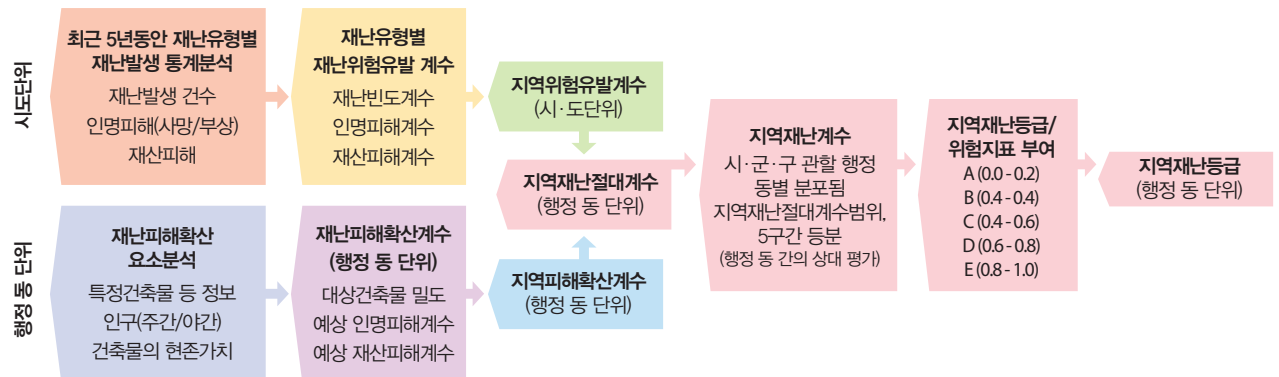 시도단위
최근 5년동안 재난유형별
재난발생 통계분석
재난발생 건수
인명피해(사망/부상)
재산피해
재난유형별
재난위험유발 계수
재난빈도계수
인명피해계수
재산피해계수
지역위험유발계수
(시·도단위)
행정 동 단위
재난피해확산
요소분석
특정건축물 등 정보
인구(주간/야간)
건축물의 현존가치
재난피해확산계수
(행정 동 단위)
대상건축물 밀도
예상 인명피해계수
예상 재산피해계수
지역피해확산계수
(행정 동 단위)
지역재난절대계수
(행정 동 단위)
지역재난계수
시·군·구 관할 행정
동별 분포됨
지역재난절대계수범위,
5구간 등분
(행정 동 간의 상대 평가)
지역재난등급/
위험지표 부여
A (0.0 - 0.2)
B (0.4 - 0.4)
C (0.4 - 0.6)
D (0.6 - 0.8)
E (0.8 - 1.0)
지역재난등급
(행정 동 단위)